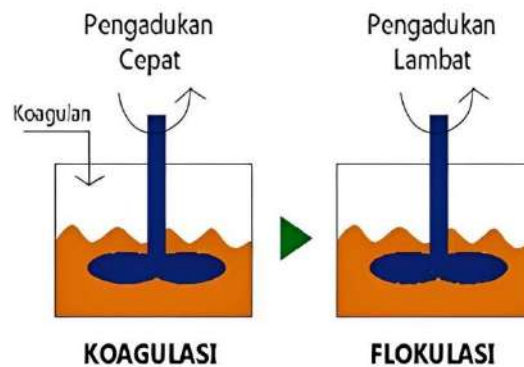 Pengadukan
Cepat
Koagulan
KOAGULASI
Pengadukan
Lambat
FLOKULASI